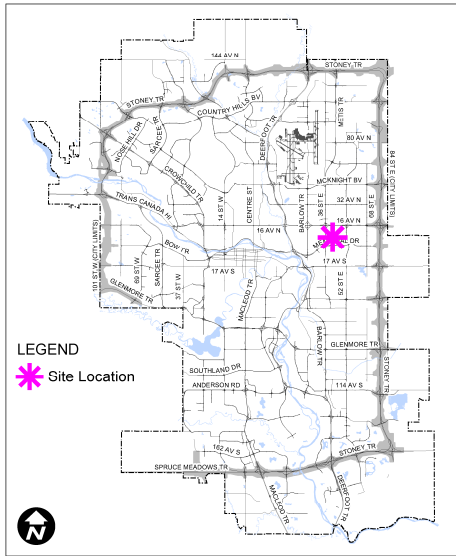 144 AV N
STONEY TR
STONEY TR
COUNTRY HILLS BV
METIS TR
NOSE HILL DR
SARCEE TR
DEERFOOT TR
80 AV N
CROWCHILD TR
MCKNIGHT BV
84 ST E (CITY LIMITS)
TRANS CANADA HI
14 ST W
CENTRE ST
BARLOW TR
36 ST E
32 AV N
68 ST E
16 AV N
16 AV N
101 ST W (CITY LIMITS)
BOW TR
17 AV S
17 AV S
69 ST W
SARCEE TR
37 ST W
MACLEOD TR
52 ST E
GLENMORE TR
BARLOW TR
GLENMORE TR
STONEY TR
LEGEND
Site Location
SOUTHLAND DR
ANDERSON RD
114 AV S
162 AV S
STONEY TR
SPRUCE MEADOWS TR
MACLEOD TR
DEERFOOT TR
N